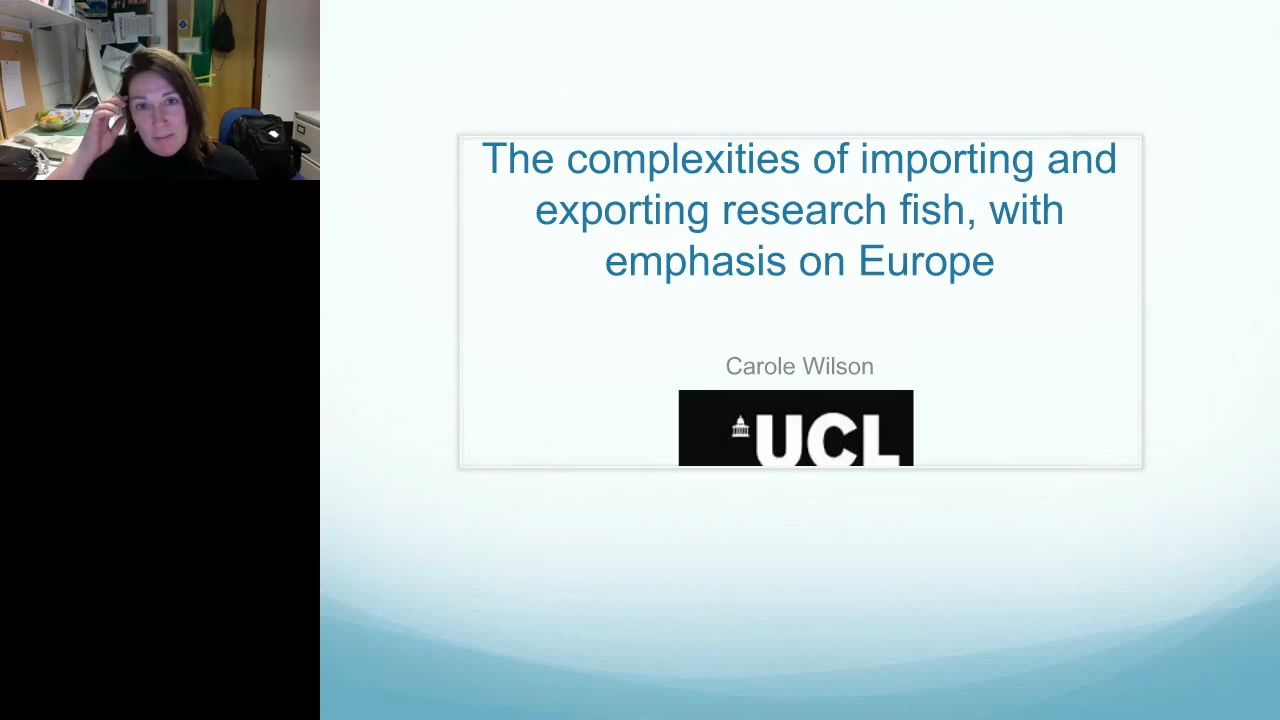 The complexities of importing and
exporting research fish, with
emphasis on Europe
Carole Wilson
UCL